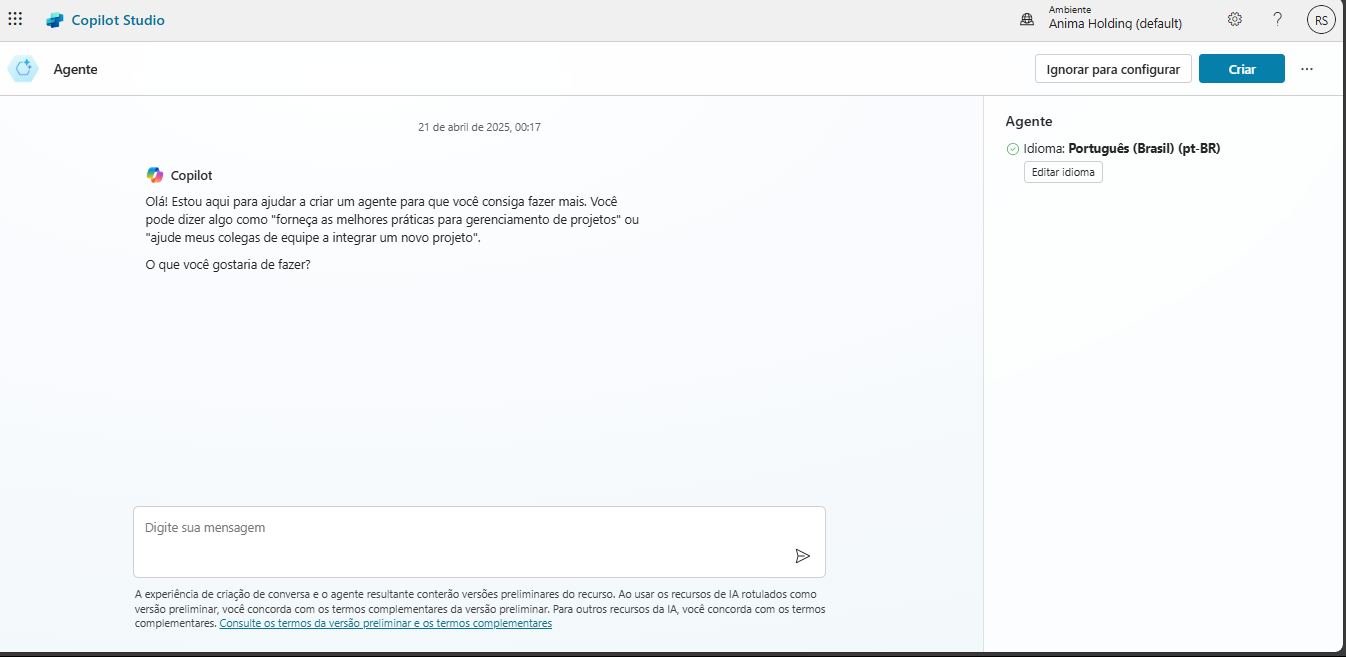 Copilot Studio
Ambiente
Anima Holding (default)
?
RS
Agente
Ignorar para configurar
Criar
...
21 de abril de 2025, 00:17
Copilot
Olá! Estou aqui para ajudar a criar um agente para que você consiga fazer mais. Você
pode dizer algo como "forneça as melhores práticas para gerenciamento de projetos" ou
"ajude meus colegas de equipe a integrar um novo projeto".
O que você gostaria de fazer?
Digite sua mensagem
A experiência de criação de conversa e o agente resultante conterão versões preliminares do recurso. Ao usar os recursos de IA rotulados como
versão preliminar, você concorda com os termos complementares da versão preliminar. Para outros recursos da IA, você concorda com os termos
complementares. Consulte os termos da versão preliminar e os termos complementares
Agente
Idioma: Português (Brasil) (pt-BR)
Editar idioma